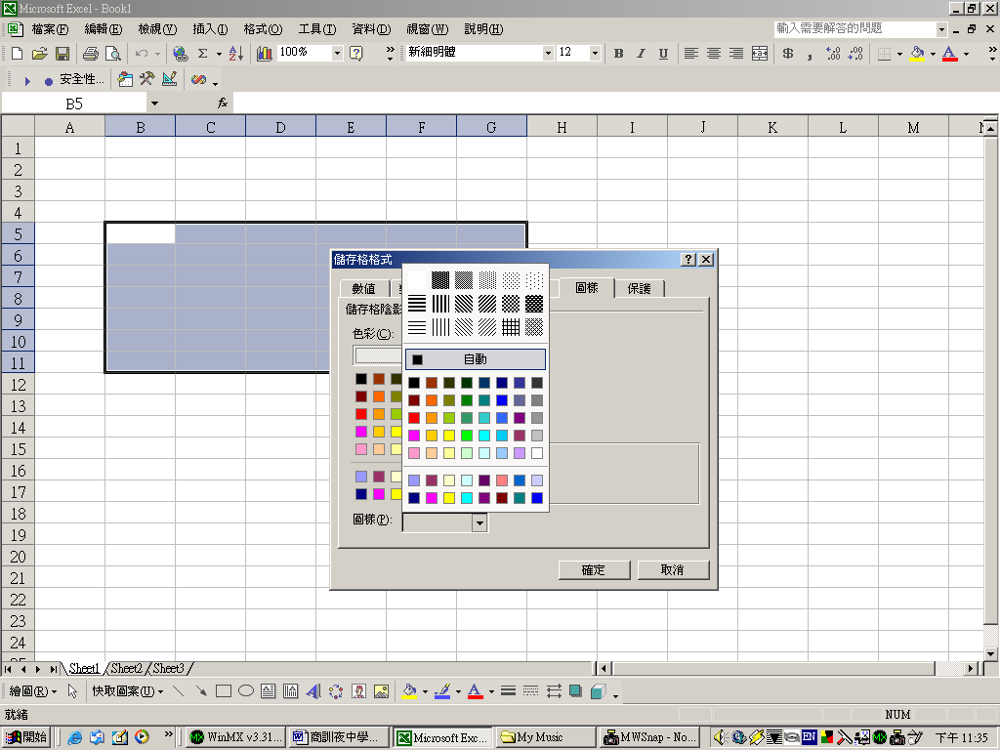 Microsoft Excel - Book1
檔案(F) 編輯(E) 檢視(V) 插入(I) 格式(O) 工具(T) 資料(D) 視窗(W) 說明(H) 輸入需要解答的問題
Σ 100% ? 新細明體 12 B I U $ , A
安全性...
B5 fx
A B C D E F G H I J K L M N
1
2
3
4
5
6
7
8
9
10
11
12
13
14
15
16
17
18
19
20
21
22
23
24
25
儲存格格式
數值 圖樣 保護
儲存格陰影
色彩(C):
自動
圖樣(P):
確定 取消
Sheet1 Sheet2 Sheet3
繪圖(R) 快取圖案(U) A A
就緒 NUM
開始 WinMX v3.31... 商訓夜中學... Microsoft Exc... My Music MWSnap - No... EN 下午 11:35